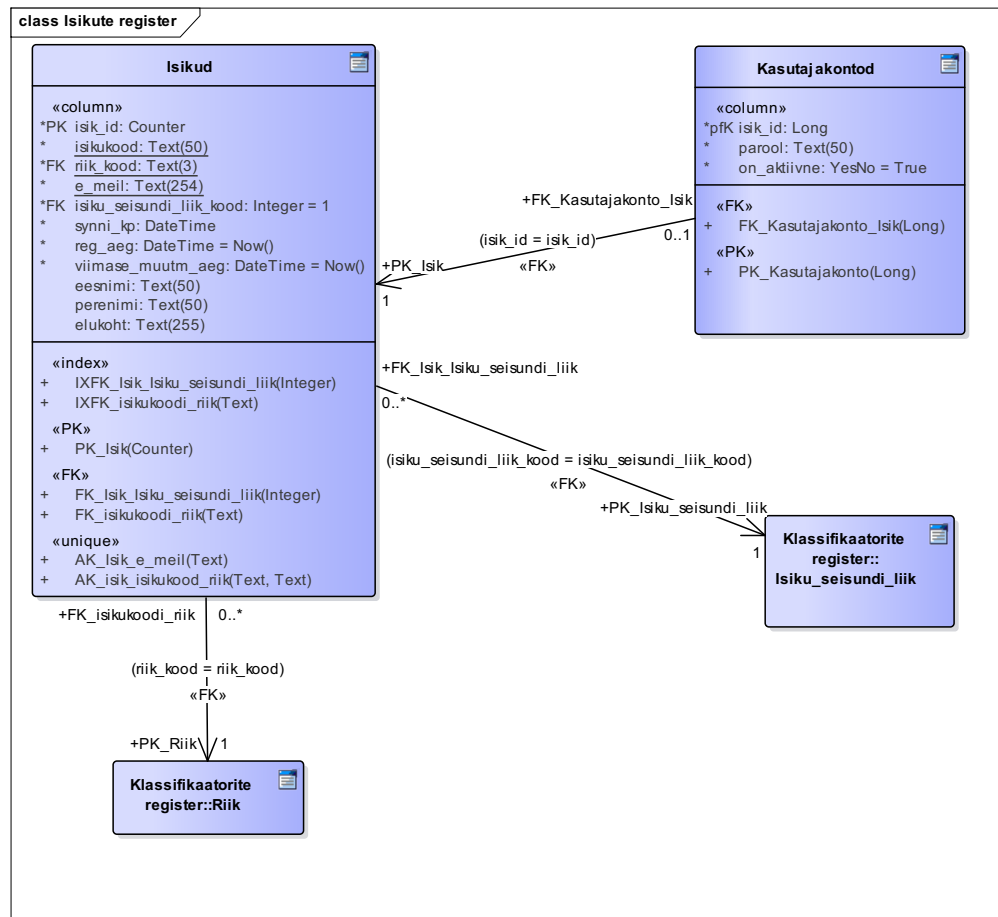 class Isikute register
Isikud
«column»
*PK isik_id: Counter
* isikukood: Text(50)
*FK riik_kood: Text(3)
* e_meil: Text(254)
*FK isiku_seisundi_liik_kood: Integer = 1
* synni_kp: DateTime
* reg_aeg: DateTime = Now()
* viimase_muutm_aeg: DateTime = Now()
eesnimi: Text(50)
perenimi: Text(50)
elukoht: Text(255)
«index»
+ IXFK_Isik_Isiku_seisundi_liik(Integer)
+ IXFK_isikukoodi_riik(Text)
«PK»
+ PK_Isik(Counter)
«FK»
+ FK_Isik_Isiku_seisundi_liik(Integer)
+ FK_isikukoodi_riik(Text)
«unique»
+ AK_Isik_e_meil(Text)
+ AK_isik_isikukood_riik(Text, Text)
Kasutajakontod
«column»
*pfK isik_id: Long
* parool: Text(50)
* on_aktiivne: YesNo = True
«FK»
+ FK_Kasutajakonto_Isik(Long)
«PK»
+ PK_Kasutajakonto(Long)
+FK_Kasutajakonto_Isik
0..1
(isik_id = isik_id)
«FK»
+PK_Isik
1
+FK_Isik_Isiku_seisundi_liik
0..*
(isiku_seisundi_liik_kood = isiku_seisundi_liik_kood)
«FK»
+PK_Isiku_seisundi_liik
1
Klassifikaatorite
register::
Isiku_seisundi_liik
+FK_isikukoodi_riik
0..*
(riik_kood = riik_kood)
«FK»
+PK_Riik
1
Klassifikaatorite
register::Riik